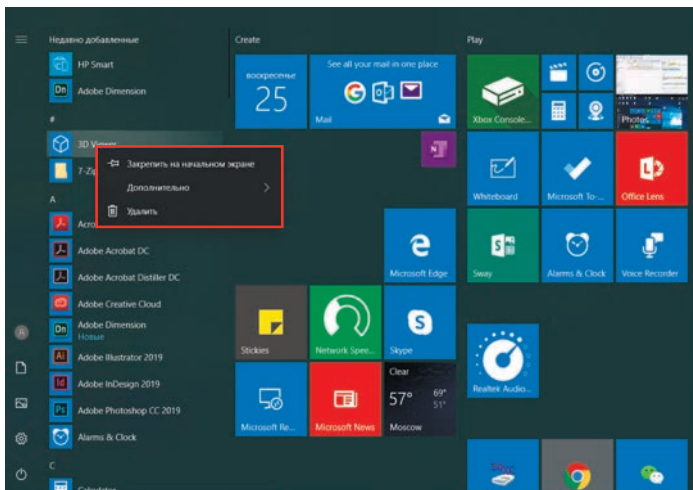 Недавно добавленные
HP Smart
Adobe Dimension
#
3D Viewer
7-Zip
Закрепить на начальном экране
Дополнительно
Удалить
A
Adobe Acrobat DC
Adobe Acrobat Distiller DC
Adobe Creative Cloud
Adobe Dimension
Новые
Adobe Illustrator 2019
Adobe InDesign 2019
Adobe Photoshop CC 2019
Alarms & Clock
C
Calculator
Create
воскресенье
25
See all your mail in one place
Mail
Microsoft Edge
Stickies
Network Spee...
Skype
Microsoft Re...
Microsoft News
Clear
57°
69°
51°
Moscow
Play
Xbox Console...
Photos
Whiteboard
Microsoft To-...
Office Lens
Sway
Alarms & Clock
Voice Recorder
Realtek Audio...